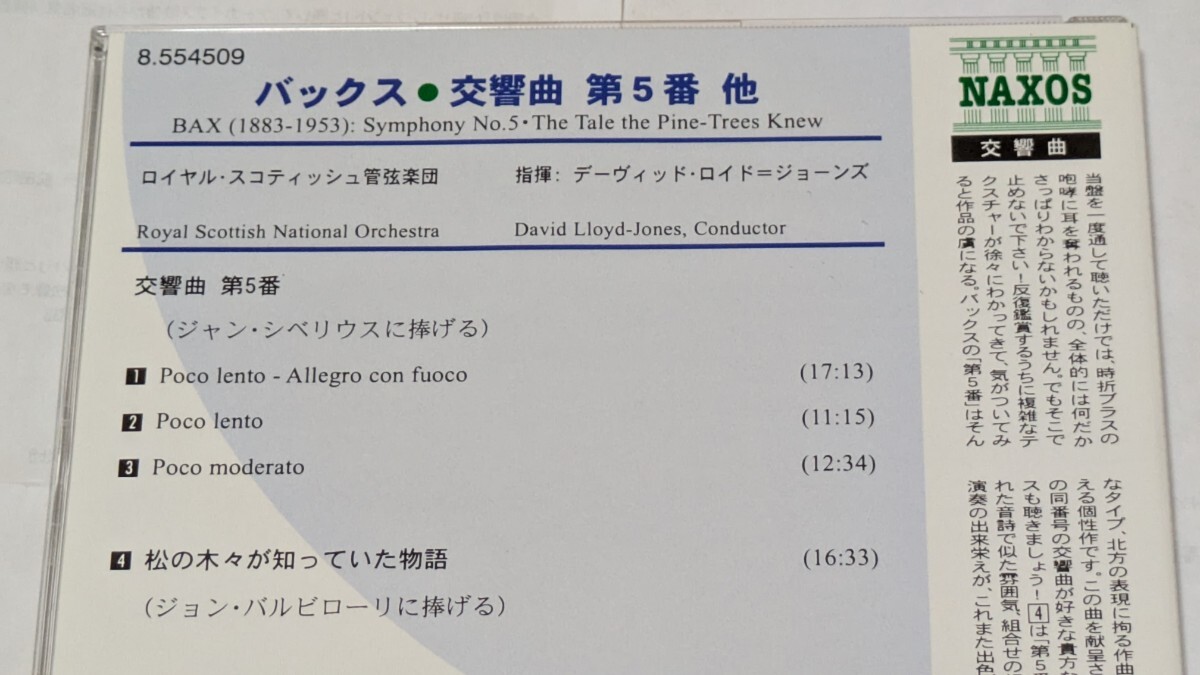 8.554509
バックス●交響曲 第5番 他
BAX (1883-1953): Symphony No.5・The Tale the Pine-Trees Knew
ロイヤル・スコティッシュ管弦楽団
指揮: デーヴィッド・ロイド＝ジョーンズ
Royal Scottish National Orchestra
David Lloyd-Jones, Conductor
交響曲 第5番
(ジャン・シベリウスに捧げる)
1 Poco lento - Allegro con fuoco (17:13)
2 Poco lento (11:15)
3 Poco moderato (12:34)
4 松の木々が知っていた物語 (16:33)
(ジョン・バルビローリに捧げる)
NAXOS
交響曲
当盤を一度通して聴いただけでは、時折ブラスの
咆哮に耳を奪われるものの、全体的には何だか
さっぱりわからないかもしれません。でもそこで
止めないで下さい！反復鑑賞するうちに複雑なテ
クスチャーが徐々にわかってきて、気がついてみ
ると作品の虜になる。バックスの「第5番」はそん
なタイプ、北方の表現に拘る作曲
える個性作です。この曲を献呈さ
の同番号の交響曲が好きな貴方な
スも聴きましょう！4は「第5
れた音詩で似た雰囲気、組合せの
演奏の出来栄えが、これまた出色